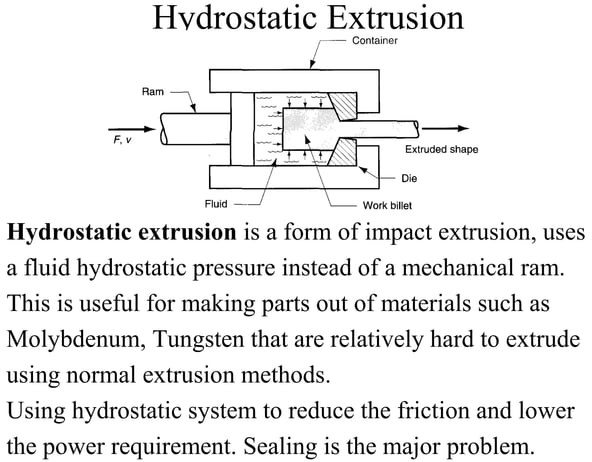 Hydrostatic Extrusion
Container
Ram
F, v
Extruded shape
Die
Fluid
Work billet
Hydrostatic extrusion is a form of impact extrusion, uses
a fluid hydrostatic pressure instead of a mechanical ram.
This is useful for making parts out of materials such as
Molybdenum, Tungsten that are relatively hard to extrude
using normal extrusion methods.
Using hydrostatic system to reduce the friction and lower
the power requirement. Sealing is the major problem.